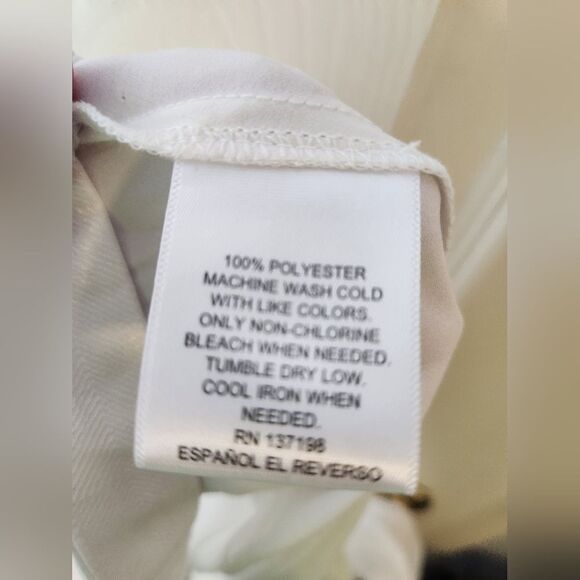 100% POLYESTER
MACHINE WASH COLD
WITH LIKE COLORS.
ONLY NON-CHLORINE
BLEACH WHEN NEEDED.
TUMBLE DRY LOW.
COOL IRON WHEN
NEEDED.
RN 137198
ESPAÑOL EL REVERSO